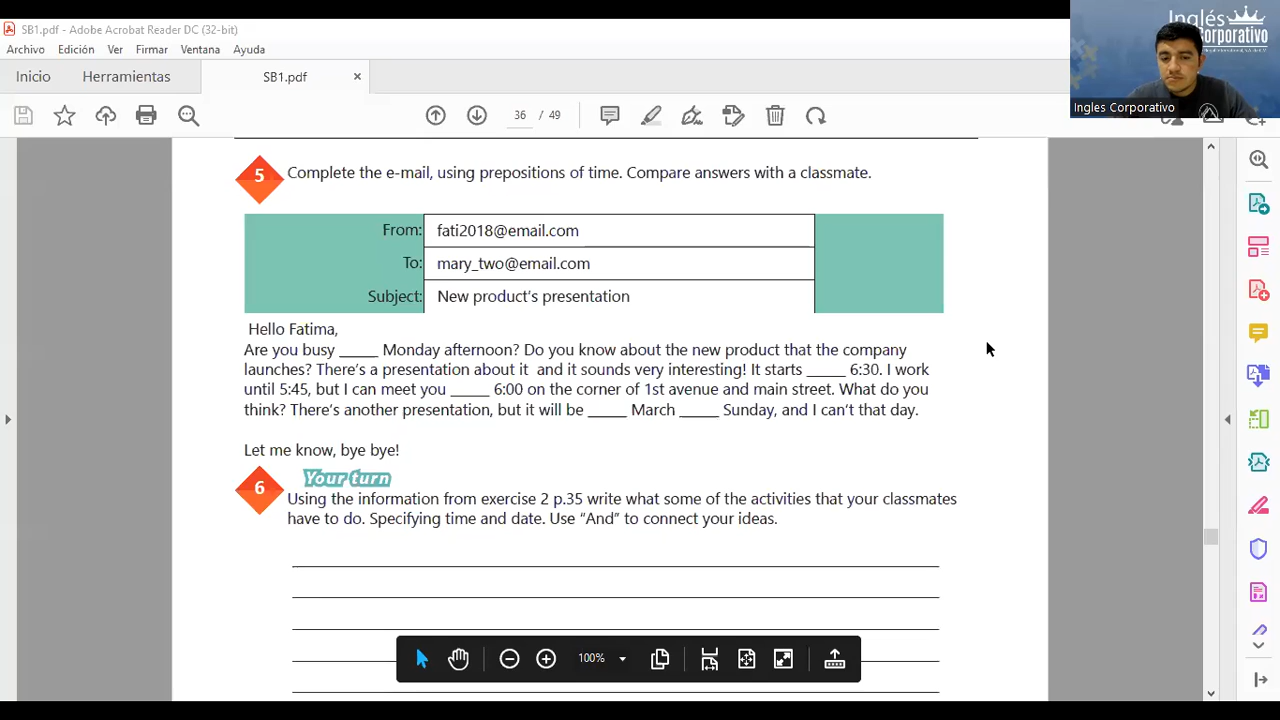 SB1.pdf - Adobe Acrobat Reader DC (32-bit)
Archivo Edición Ver Firmar Ventana Ayuda
Inicio Herramientas SB1.pdf ×
36 / 49
5 Complete the e-mail, using prepositions of time. Compare answers with a classmate.
From: fati2018@email.com
To: mary_two@email.com
Subject: New product's presentation
Hello Fatima,
Are you busy _____ Monday afternoon? Do you know about the new product that the company
launches? There's a presentation about it and it sounds very interesting! It starts _____ 6:30. I work
until 5:45, but I can meet you _____ 6:00 on the corner of 1st avenue and main street. What do you
think? There's another presentation, but it will be _____ March _____ Sunday, and I can't that day.
Let me know, bye bye!
Your turn
6 Using the information from exercise 2 p.35 write what some of the activities that your classmates
have to do. Specifying time and date. Use “And” to connect your ideas.
100%
Inglés
Corporativo
Ingles Corporativo